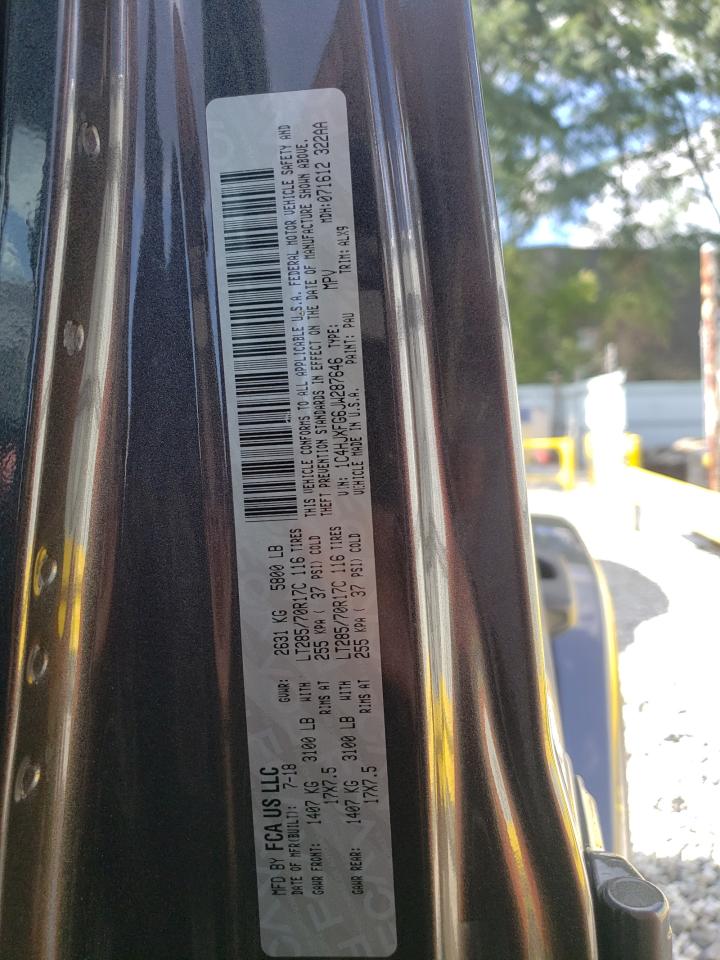 MFD BY FCA US LLC
DATE OF MFR(BUILT): 7-18 GVWR: 2631 KG 5800 LB
GAWR FRONT: 1407 KG 3100 LB WITH LT285/70R17C 116 TIRES
17X7.5 RIMS AT 255 KPA ( 37 PSI) COLD
GAWR REAR: 1407 KG 3100 LB WITH LT285/70R17C 116 TIRES
17X7.5 RIMS AT 255 KPA ( 37 PSI) COLD
THIS VEHICLE CONFORMS TO ALL APPLICABLE U.S.A. FEDERAL MOTOR VEHICLE SAFETY AND
THEFT PREVENTION STANDARDS IN EFFECT ON THE DATE OF MANUFACTURE SHOWN ABOVE.
VIN: 1C4HJXFG6JW287646 TYPE: MPV MDH:071612 322AA
VEHICLE MADE IN U.S.A. PAINT: PAU TRIM: ALX9